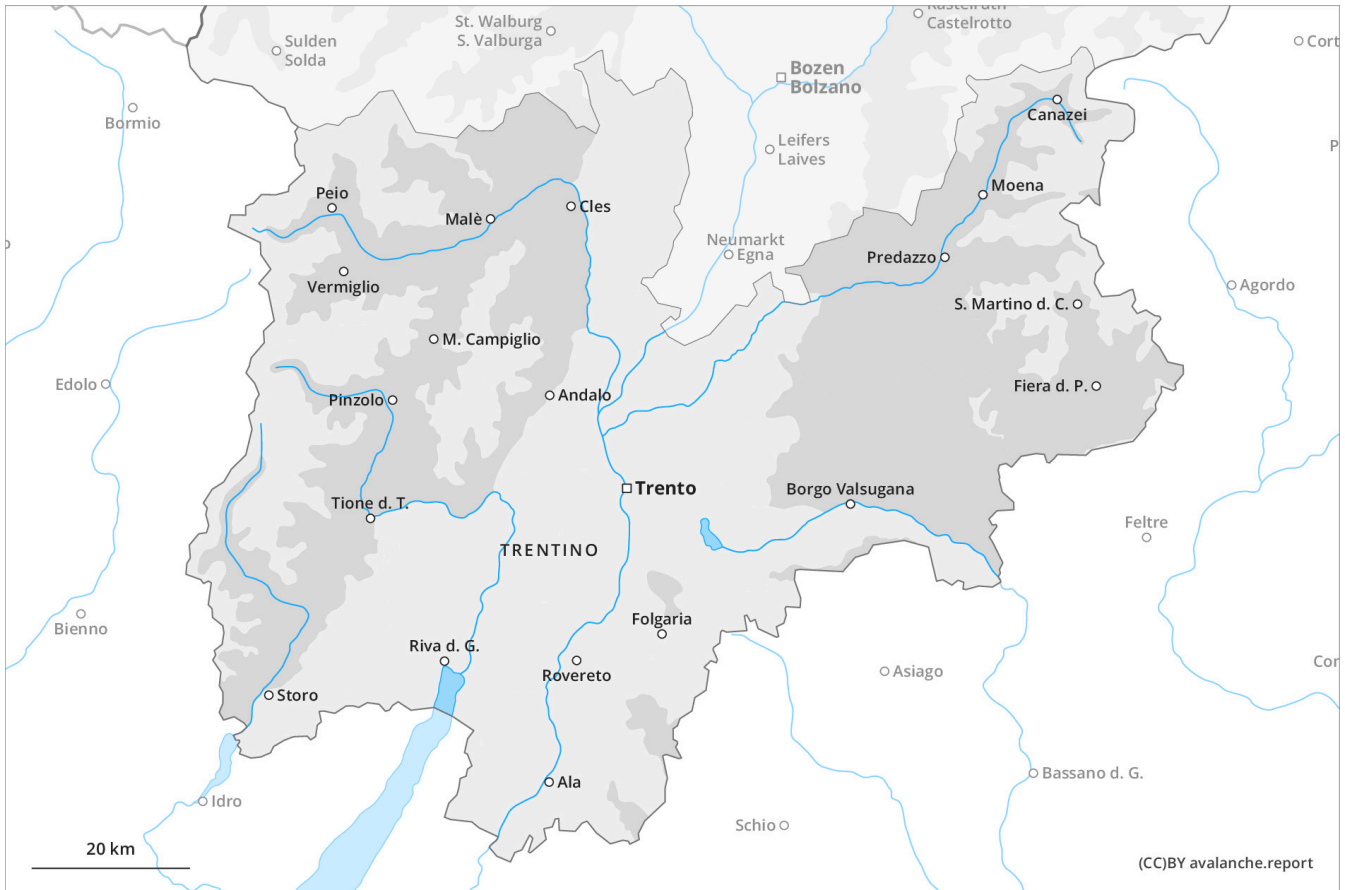 Castelrotto
St. Walburg
S. Valburga
Sulden
Solda
Cort
Bozen
Bolzano
Bormio
Canazei
Leifers
Laives
P
Moena
Peio
Malè
Cles
Neumarkt
Egna
Predazzo
Vermiglio
Agordo
S. Martino d. C.
M. Campiglio
Edolo
Fiera d. P.
Pinzolo
Andalo
Trento
Borgo Valsugana
Tione d. T.
Feltre
TRENTINO
Folgaria
Bienno
Riva d. G.
Rovereto
Asiago
Cor
Storo
Ala
Bassano d. G.
Idro
Schio
20 km
(CC)BY avalanche.report